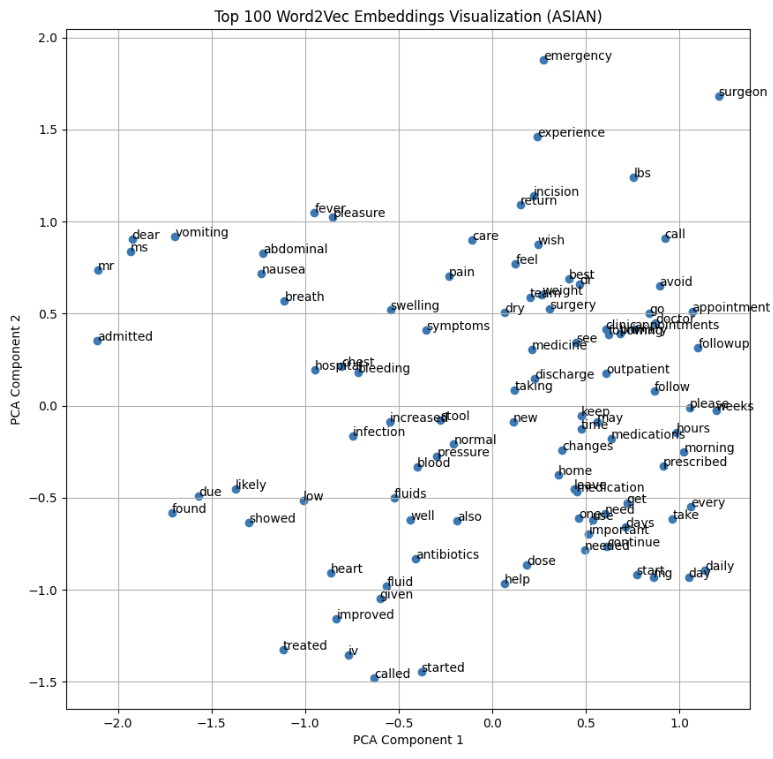 Top 100 Word2Vec Embeddings Visualization (ASIAN)
2.0
emergency
surgeon
1.5
experience
lbs
incision
return
fever
pleasure
1.0
dear
vomiting
care
wish
call
ms
abdominal
mr
nausea
pain
feel
best
dr
avoid
breath
team
weight
0.5
swelling
dry
surgery
go
appointment
doctor
symptoms
clinic
appointments
admitted
see
medicine
followup
hospital
chest
bleeding
discharge
outpatient
taking
follow
0.0
please
weeks
increased
stool
new
keep
may
time
infection
normal
medications
hours
pressure
changes
morning
blood
home
prescribed
−0.5
due
likely
low
fluids
leave
medication
get
every
found
showed
well
also
one
need
take
days
important
antibiotics
needed
continue
heart
dose
start
mg
day
daily
−1.0
fluid
help
given
improved
treated
iv
−1.5
called
started
−2.0
−1.5
−1.0
−0.5
0.0
0.5
1.0
PCA Component 1
PCA Component 2